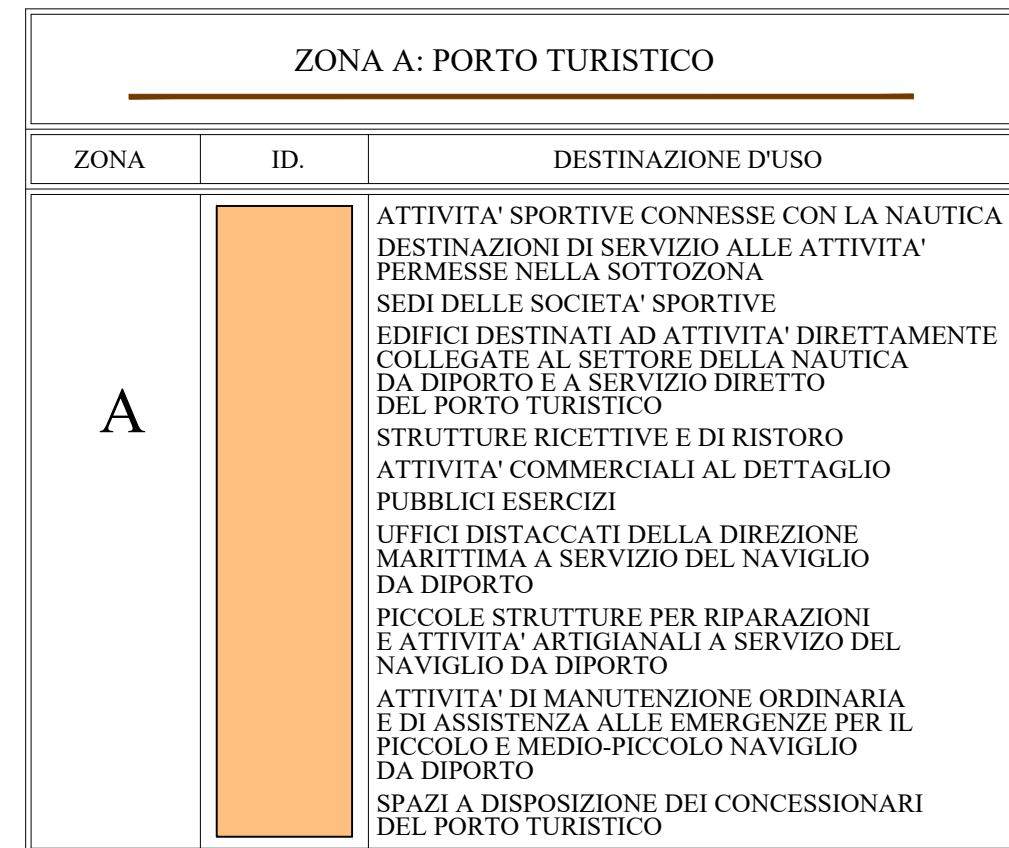 ZONA A: PORTO TURISTICO
ZONA ID. DESTINAZIONE D'USO
A
ATTIVITA' SPORTIVE CONNESSE CON LA NAUTICA
DESTINAZIONI DI SERVIZIO ALLE ATTIVITA'
PERMESSE NELLA SOTTOZONA
SEDI DELLE SOCIETA' SPORTIVE
EDIFICI DESTINATI AD ATTIVITA' DIRETTAMENTE
COLLEGATE AL SETTORE DELLA NAUTICA
DA DIPORTO E A SERVIZIO DIRETTO
DEL PORTO TURISTICO
STRUTTURE RICETTIVE E DI RISTORO
ATTIVITA' COMMERCIALI AL DETTAGLIO
PUBBLICI ESERCIZI
UFFICI DISTACCATI DELLA DIREZIONE
MARITTIMA A SERVIZIO DEL NAVIGLIO
DA DIPORTO
PICCOLE STRUTTURE PER RIPARAZIONI
E ATTIVITA' ARTIGIANALI A SERVIZO DEL
NAVIGLIO DA DIPORTO
ATTIVITA' DI MANUTENZIONE ORDINARIA
E DI ASSISTENZA ALLE EMERGENZE PER IL
PICCOLO E MEDIO-PICCOLO NAVIGLIO
DA DIPORTO
SPAZI A DISPOSIZIONE DEI CONCESSIONARI
DEL PORTO TURISTICO